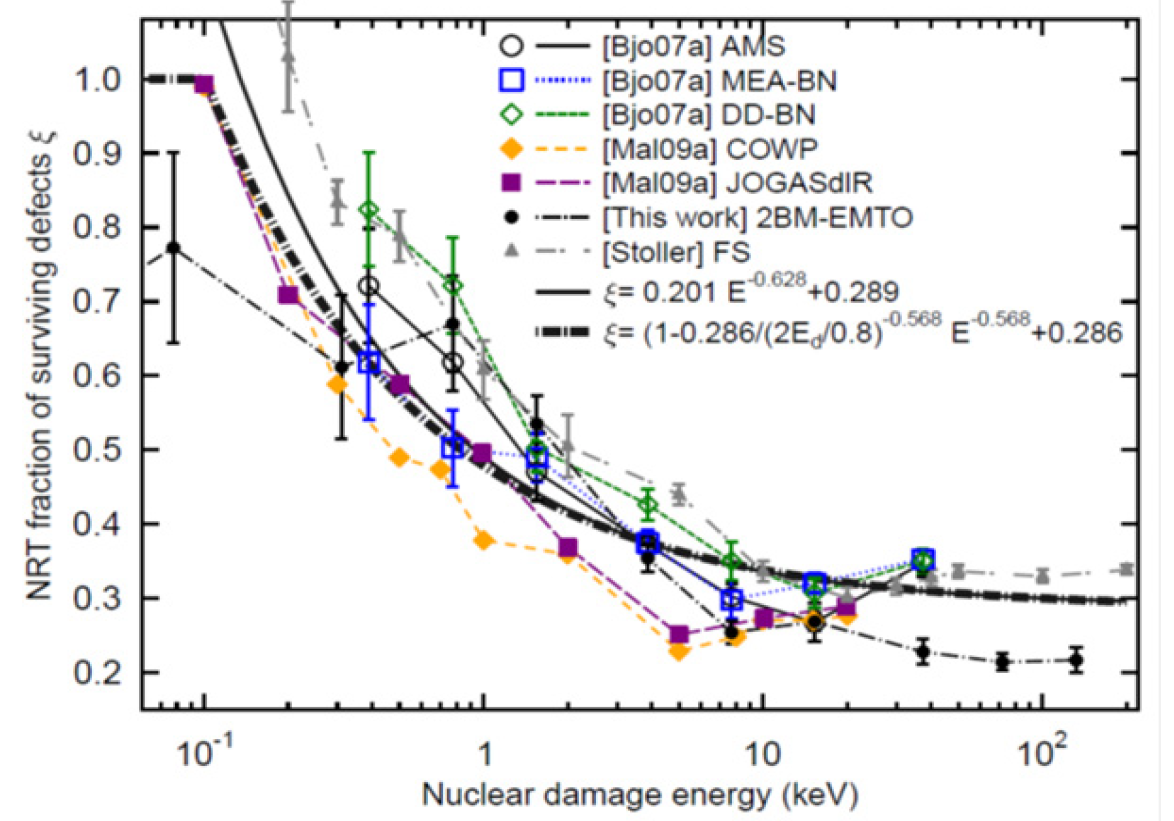 [Bjo07a] AMS
[Bjo07a] MEA-BN
[Bjo07a] DD-BN
[Mal09a] COWP
[Mal09a] JOGASdIR
[This work] 2BM-EMTO
[Stoller] FS
ξ= 0.201 E^-0.628+0.289
ξ= (1-0.286/(2E_d/0.8)^-0.568 E^-0.568+0.286
NRT fraction of surviving defects ξ
1.0
0.9
0.8
0.7
0.6
0.5
0.4
0.3
0.2
10^-1 1 10 10^2
Nuclear damage energy (keV)